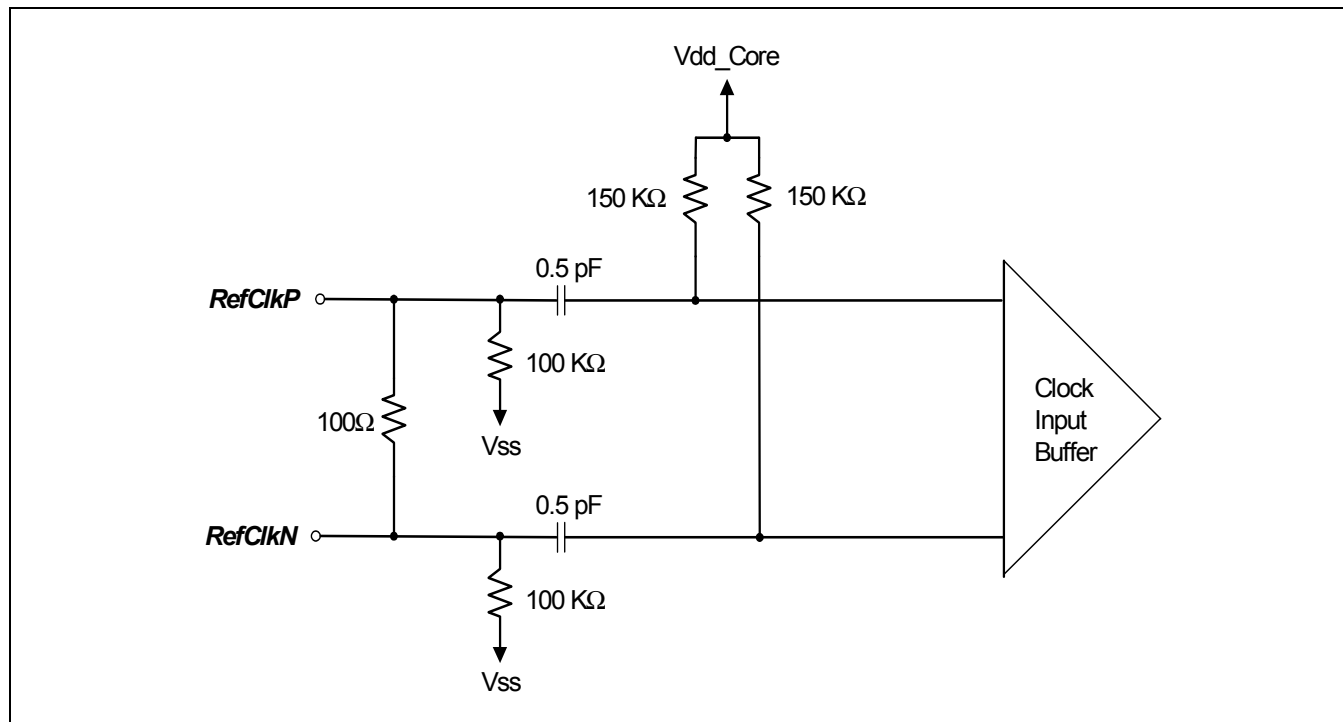 Vdd_Core
150 KΩ
150 KΩ
0.5 pF
RefClkP
100 KΩ
100Ω
Vss
Clock
Input
Buffer
0.5 pF
RefClkN
100 KΩ
Vss